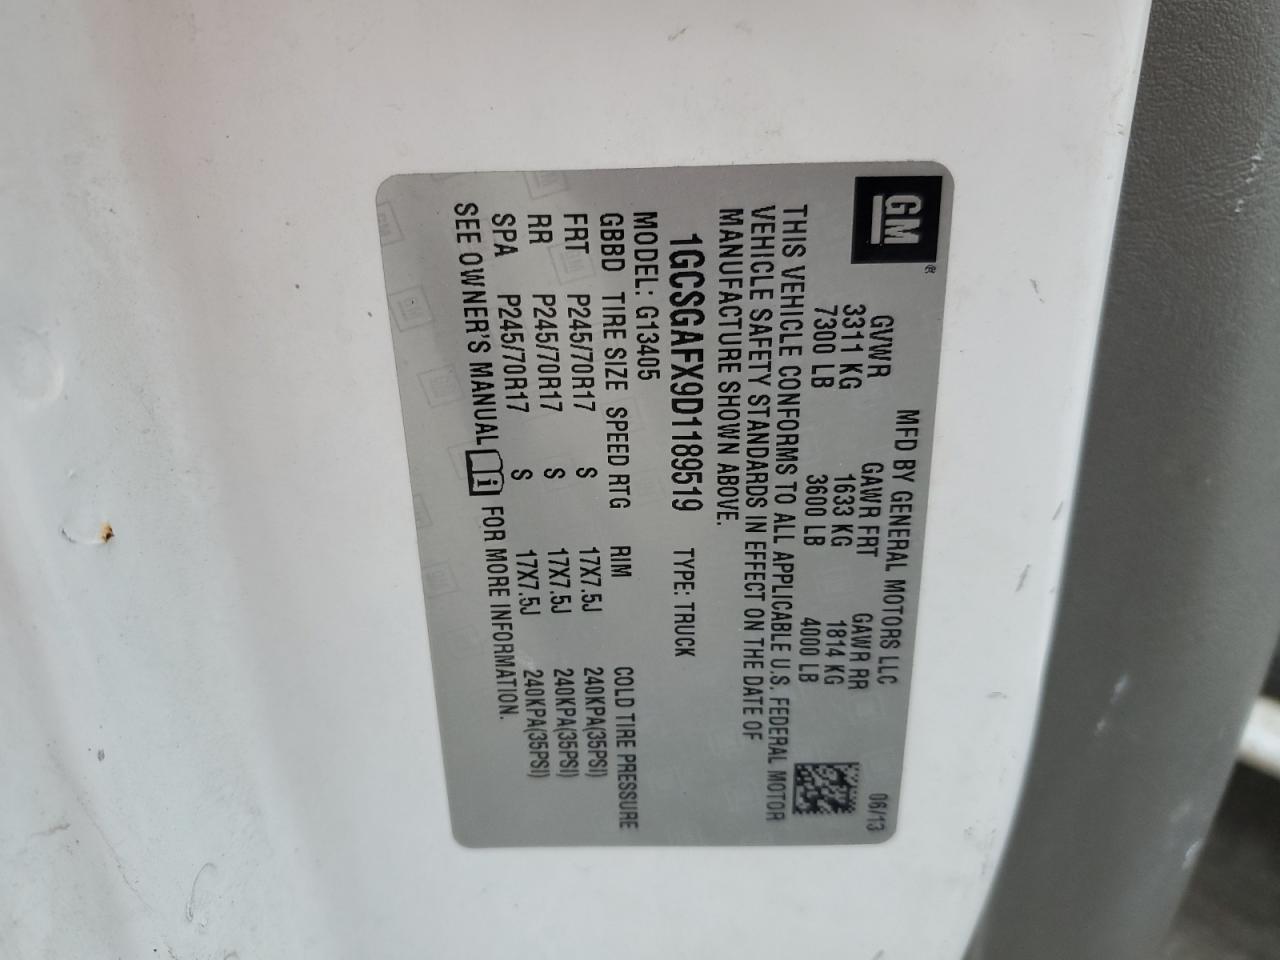 GM®
MFD BY GENERAL MOTORS LLC 06/13
GVWR GAWR FRT GAWR RR
3311 KG 1633 KG 1814 KG
7300 LB 3600 LB 4000 LB
THIS VEHICLE CONFORMS TO ALL APPLICABLE U.S. FEDERAL MOTOR
VEHICLE SAFETY STANDARDS IN EFFECT ON THE DATE OF
MANUFACTURE SHOWN ABOVE.
1GCSGAFX9D1189519 TYPE: TRUCK
MODEL: G13405
GBBD TIRE SIZE SPEED RTG RIM COLD TIRE PRESSURE
FRT P245/70R17 S 17X7.5J 240KPA(35PSI)
RR P245/70R17 S 17X7.5J 240KPA(35PSI)
SPA P245/70R17 S 17X7.5J 240KPA(35PSI)
SEE OWNER'S MANUAL i FOR MORE INFORMATION.